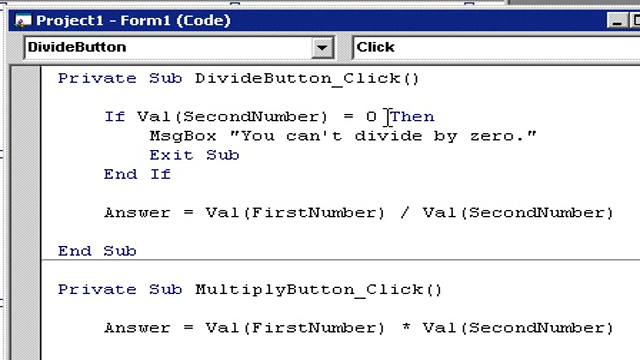 Project1 - Form1 (Code)
DivideButton Click
Private Sub DivideButton_Click()
If Val(SecondNumber) = 0 Then
MsgBox "You can't divide by zero."
Exit Sub
End If
Answer = Val(FirstNumber) / Val(SecondNumber)
End Sub
Private Sub MultiplyButton_Click()
Answer = Val(FirstNumber) * Val(SecondNumber)